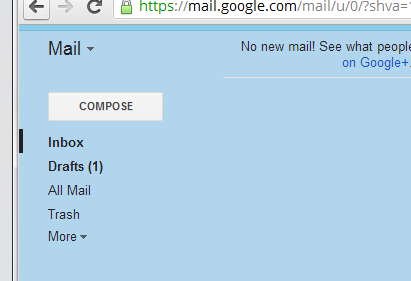 https://mail.google.com/mail/u/0/?shva=
Mail
No new mail! See what people
on Google+.
COMPOSE
Inbox
Drafts (1)
All Mail
Trash
More